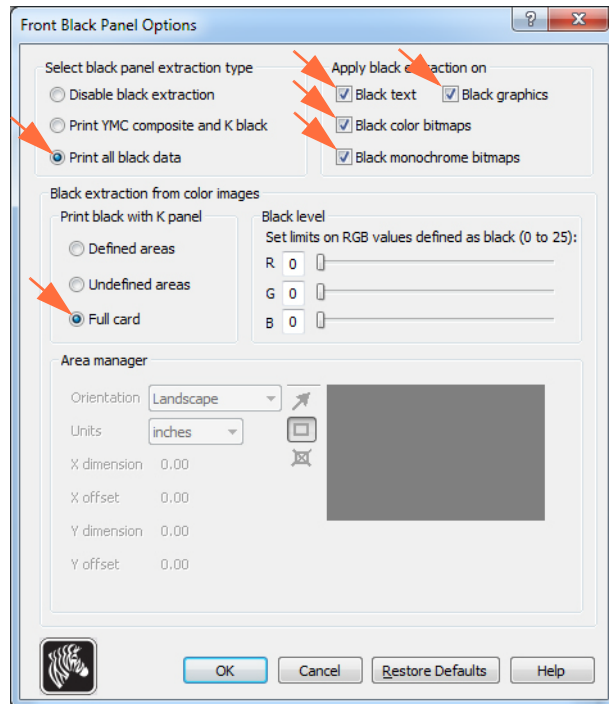 Front Black Panel Options
Select black panel extraction type
Disable black extraction
Print YMC composite and K black
Print all black data
Apply black extraction on
Black text
Black graphics
Black color bitmaps
Black monochrome bitmaps
Black extraction from color images
Print black with K panel
Defined areas
Undefined areas
Full card
Black level
Set limits on RGB values defined as black (0 to 25):
R 0
G 0
B 0
Area manager
Orientation Landscape
Units inches
X dimension 0.00
X offset 0.00
Y dimension 0.00
Y offset 0.00
OK Cancel Restore Defaults Help